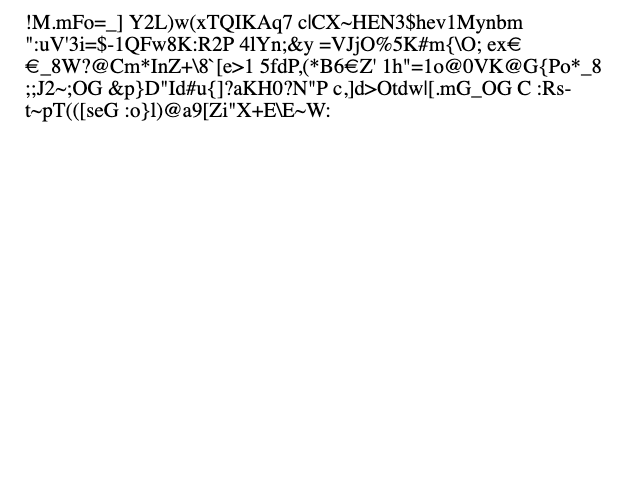 !M.mFo=_] Y2L)w(xTQIKAq7 c|CX~HEN3$hev1Mynbm
":uV'3i=$-1QFw8K:R2P 4lYn;&y =VJjO%5K#m{\O; ex€
€_8W?@Cm*InZ+\8`[e>1 5fdP,(*B6€Z' 1h"=1o@0VK@G{Po*_8
;;J2~;OG &p}D"Id#u{]?aKH0?N"P c,]d>Otdw|[.mG_OG C :Rs-
t~pT(([seG :o}l)@a9[Zi"X+E\E~W: